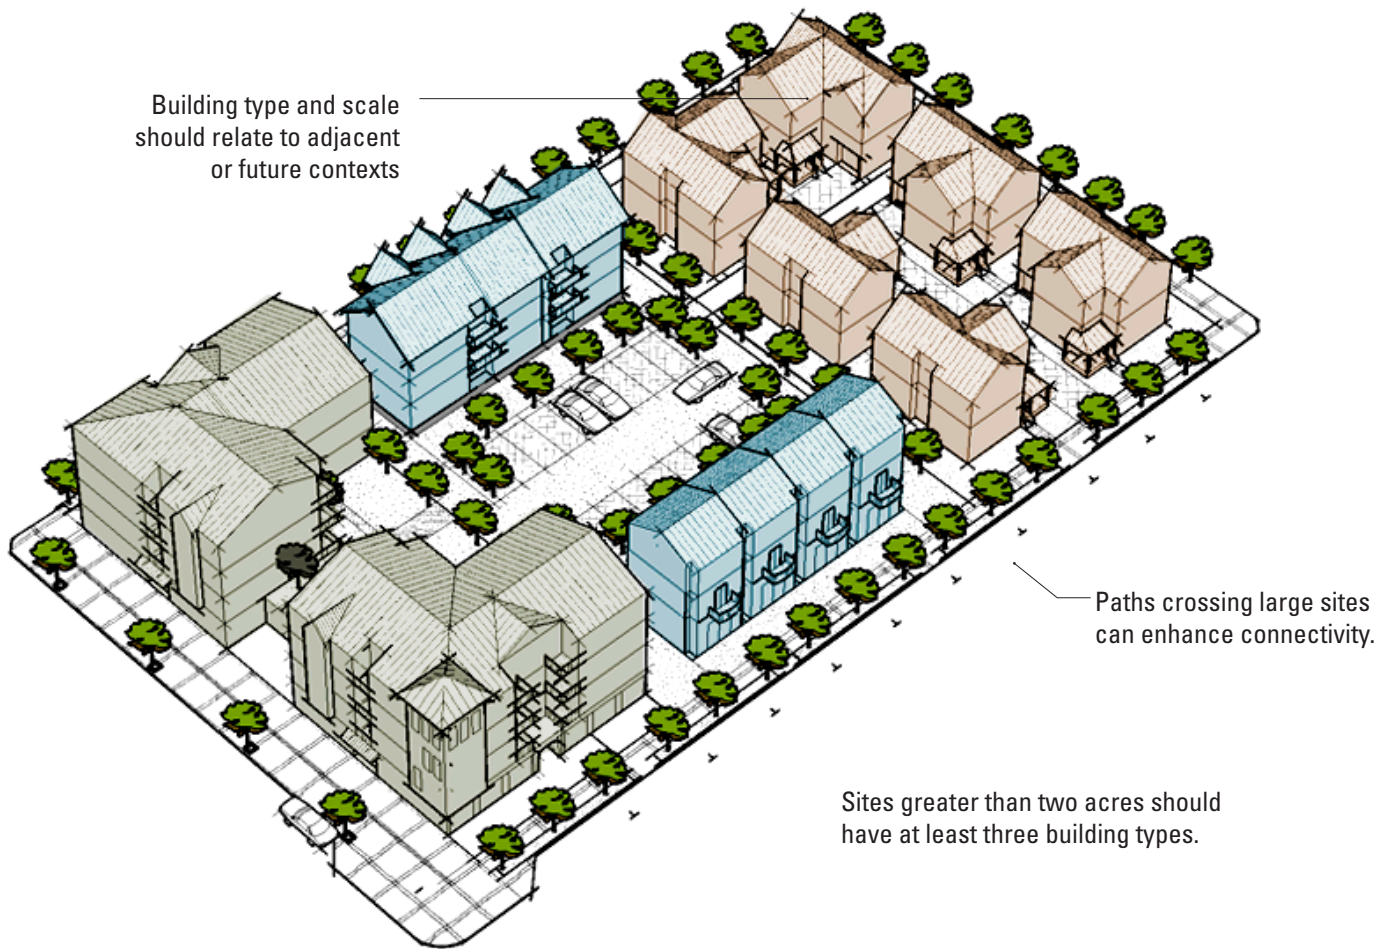 Building type and scale
should relate to adjacent
or future contexts
Paths crossing large sites
can enhance connectivity.
Sites greater than two acres should
have at least three building types.